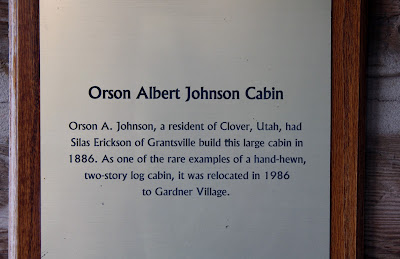 Orson Albert Johnson Cabin
Orson A. Johnson, a resident of Clover, Utah, had
Silas Erickson of Grantsville build this large cabin in
1886. As one of the rare examples of a hand-hewn,
two-story log cabin, it was relocated in 1986
to Gardner Village.